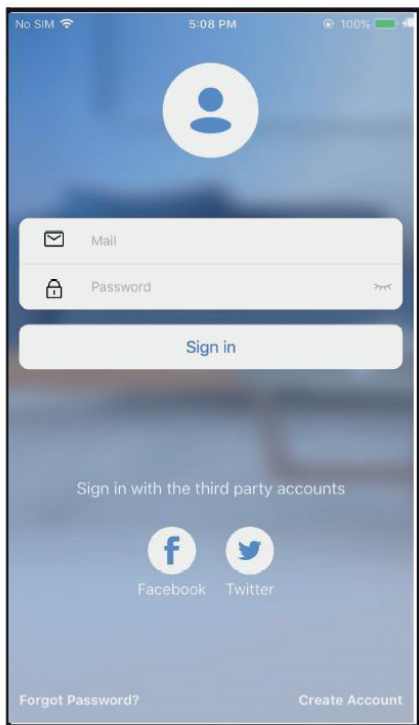 No SIM 5:08 PM 100%
Mail
Password
Sign in
Sign in with the third party accounts
Facebook Twitter
Forgot Password? Create Account